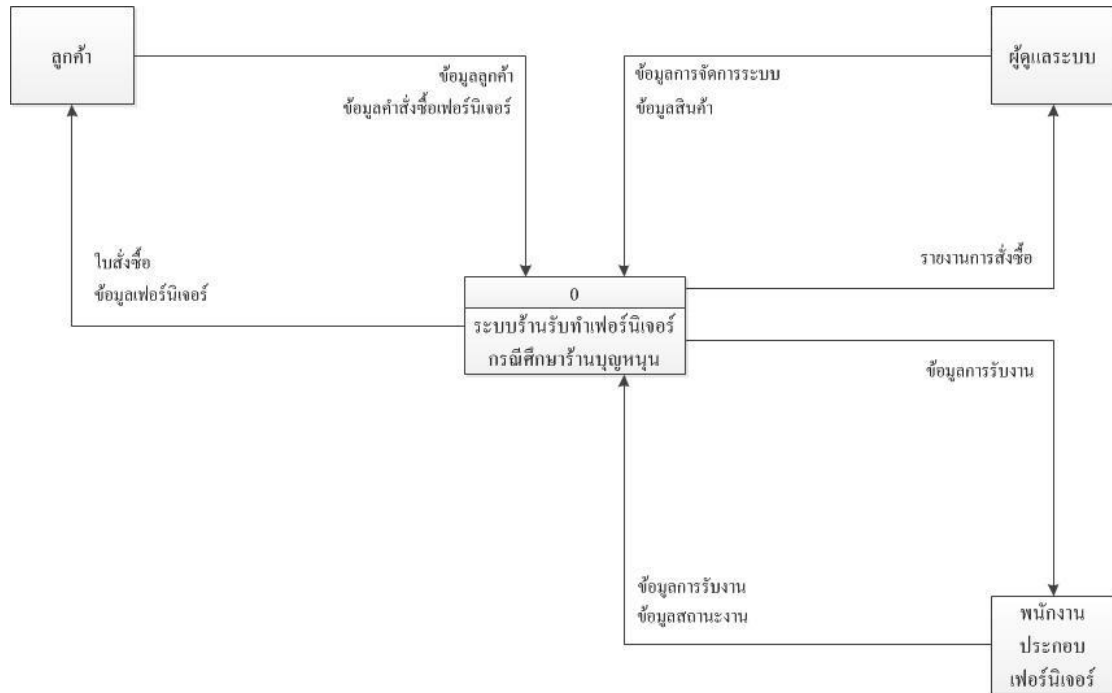 ลูกค้า
ข้อมูลลูกค้า
ข้อมูลคำสั่งซื้อเฟอร์นิเจอร์
ข้อมูลการจัดการระบบ
ข้อมูลสินค้า
ผู้ดูแลระบบ
ใบสั่งซื้อ
ข้อมูลเฟอร์นิเจอร์
รายงานการสั่งซื้อ
0
ระบบร้านรับทำเฟอร์นิเจอร์
กรณีศึกษาร้านบุญหนุน
ข้อมูลการรับงาน
ข้อมูลการรับงาน
ข้อมูลสถานะงาน
พนักงาน
ประกอบ
เฟอร์นิเจอร์